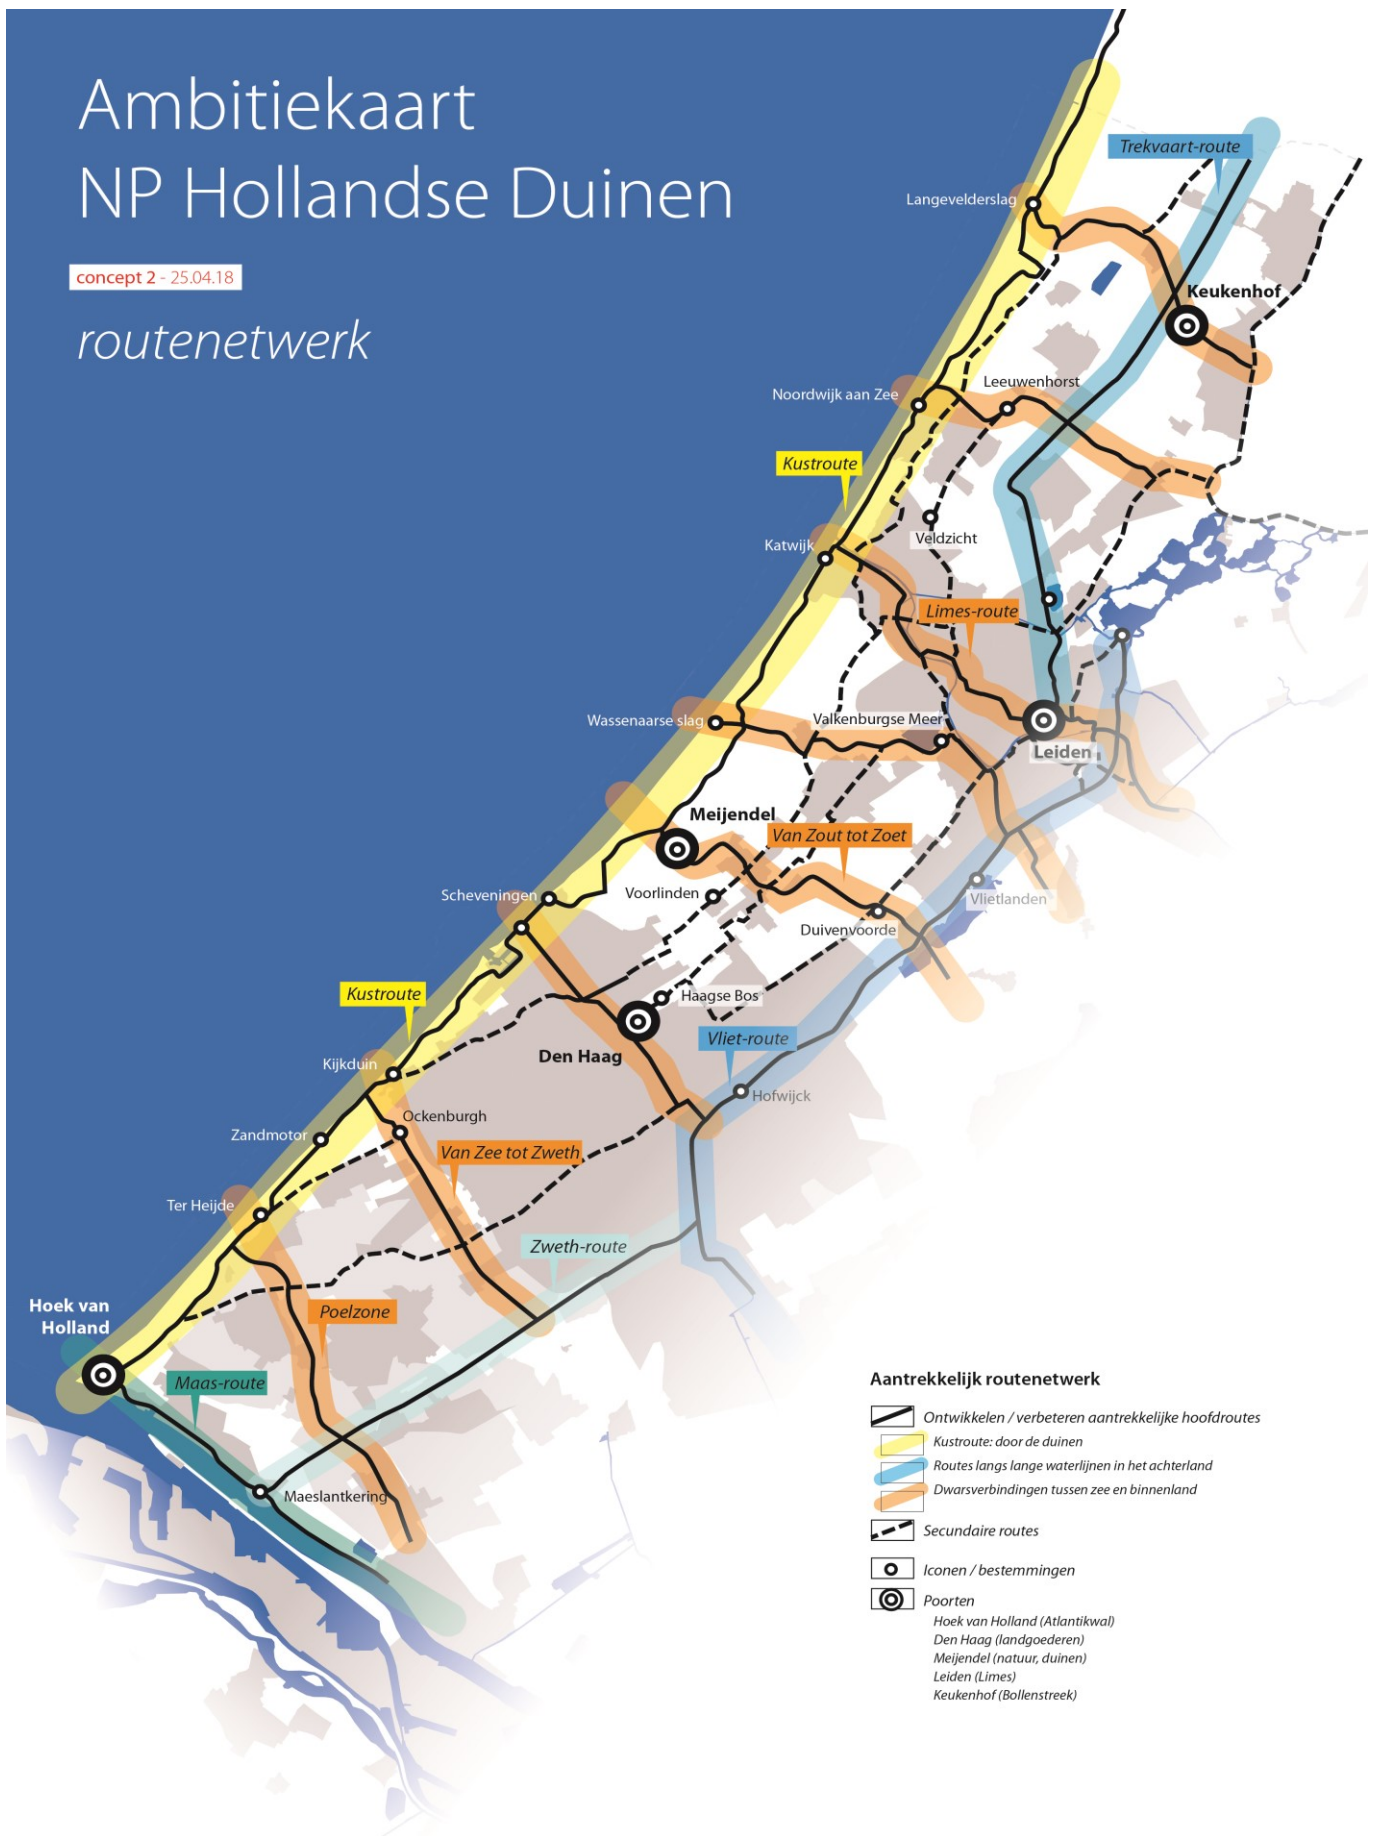 Ambitiekaart
NP Hollandse Duinen
concept 2 - 25.04.18
routenetwerk
Trekvaart-route
Langevelderslag
Keukenhof
Leeuwenhorst
Noordwijk aan Zee
Kustroute
Veldzicht
Katwijk
Limes-route
Wassenaarse slag
Valkenburgse Meer
Leiden
Meijendel
Van Zout tot Zoet
Scheveningen
Voorlinden
Vlietlanden
Duivenvoorde
Kustroute
Haagse Bos
Vliet-route
Den Haag
Kijkduin
Hofwijck
Ockenburgh
Zandmotor
Van Zee tot Zweth
Ter Heijde
Zweth-route
Hoek van
Holland
Poelzone
Maas-route
Maeslantkering
Aantrekkelijk routenetwerk
Ontwikkelen / verbeteren aantrekkelijke hoofdroutes
Kustroute: door de duinen
Routes langs lange waterlijnen in het achterland
Dwarsverbindingen tussen zee en binnenland
Secundaire routes
Iconen / bestemmingen
Poorten
Hoek van Holland (Atlantikwal)
Den Haag (landgoederen)
Meijendel (natuur, duinen)
Leiden (Limes)
Keukenhof (Bollenstreek)